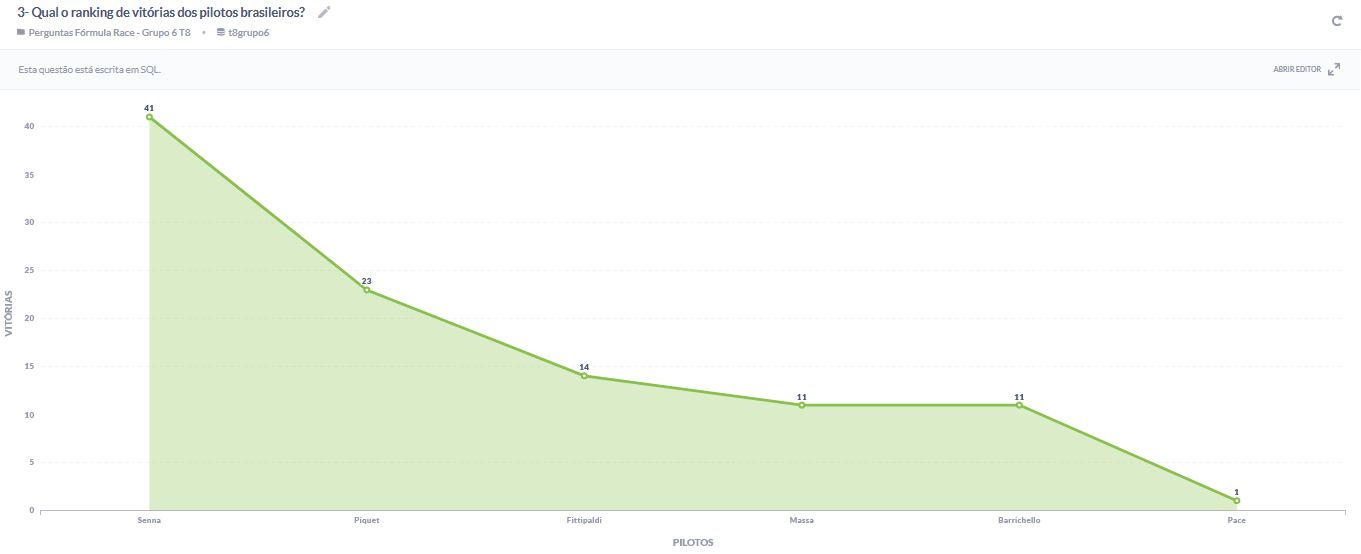 3- Qual o ranking de vitórias dos pilotos brasileiros?
Perguntas Fórmula Race - Grupo 6 T8 • t8grupo6
Esta questão está escrita em SQL.
ABRIR EDITOR
VITÓRIAS
40
35
30
25
20
15
10
5
0
41
23
14
11
11
1
Senna Piquet Fittipaldi Massa Barrichello Pace
PILOTOS